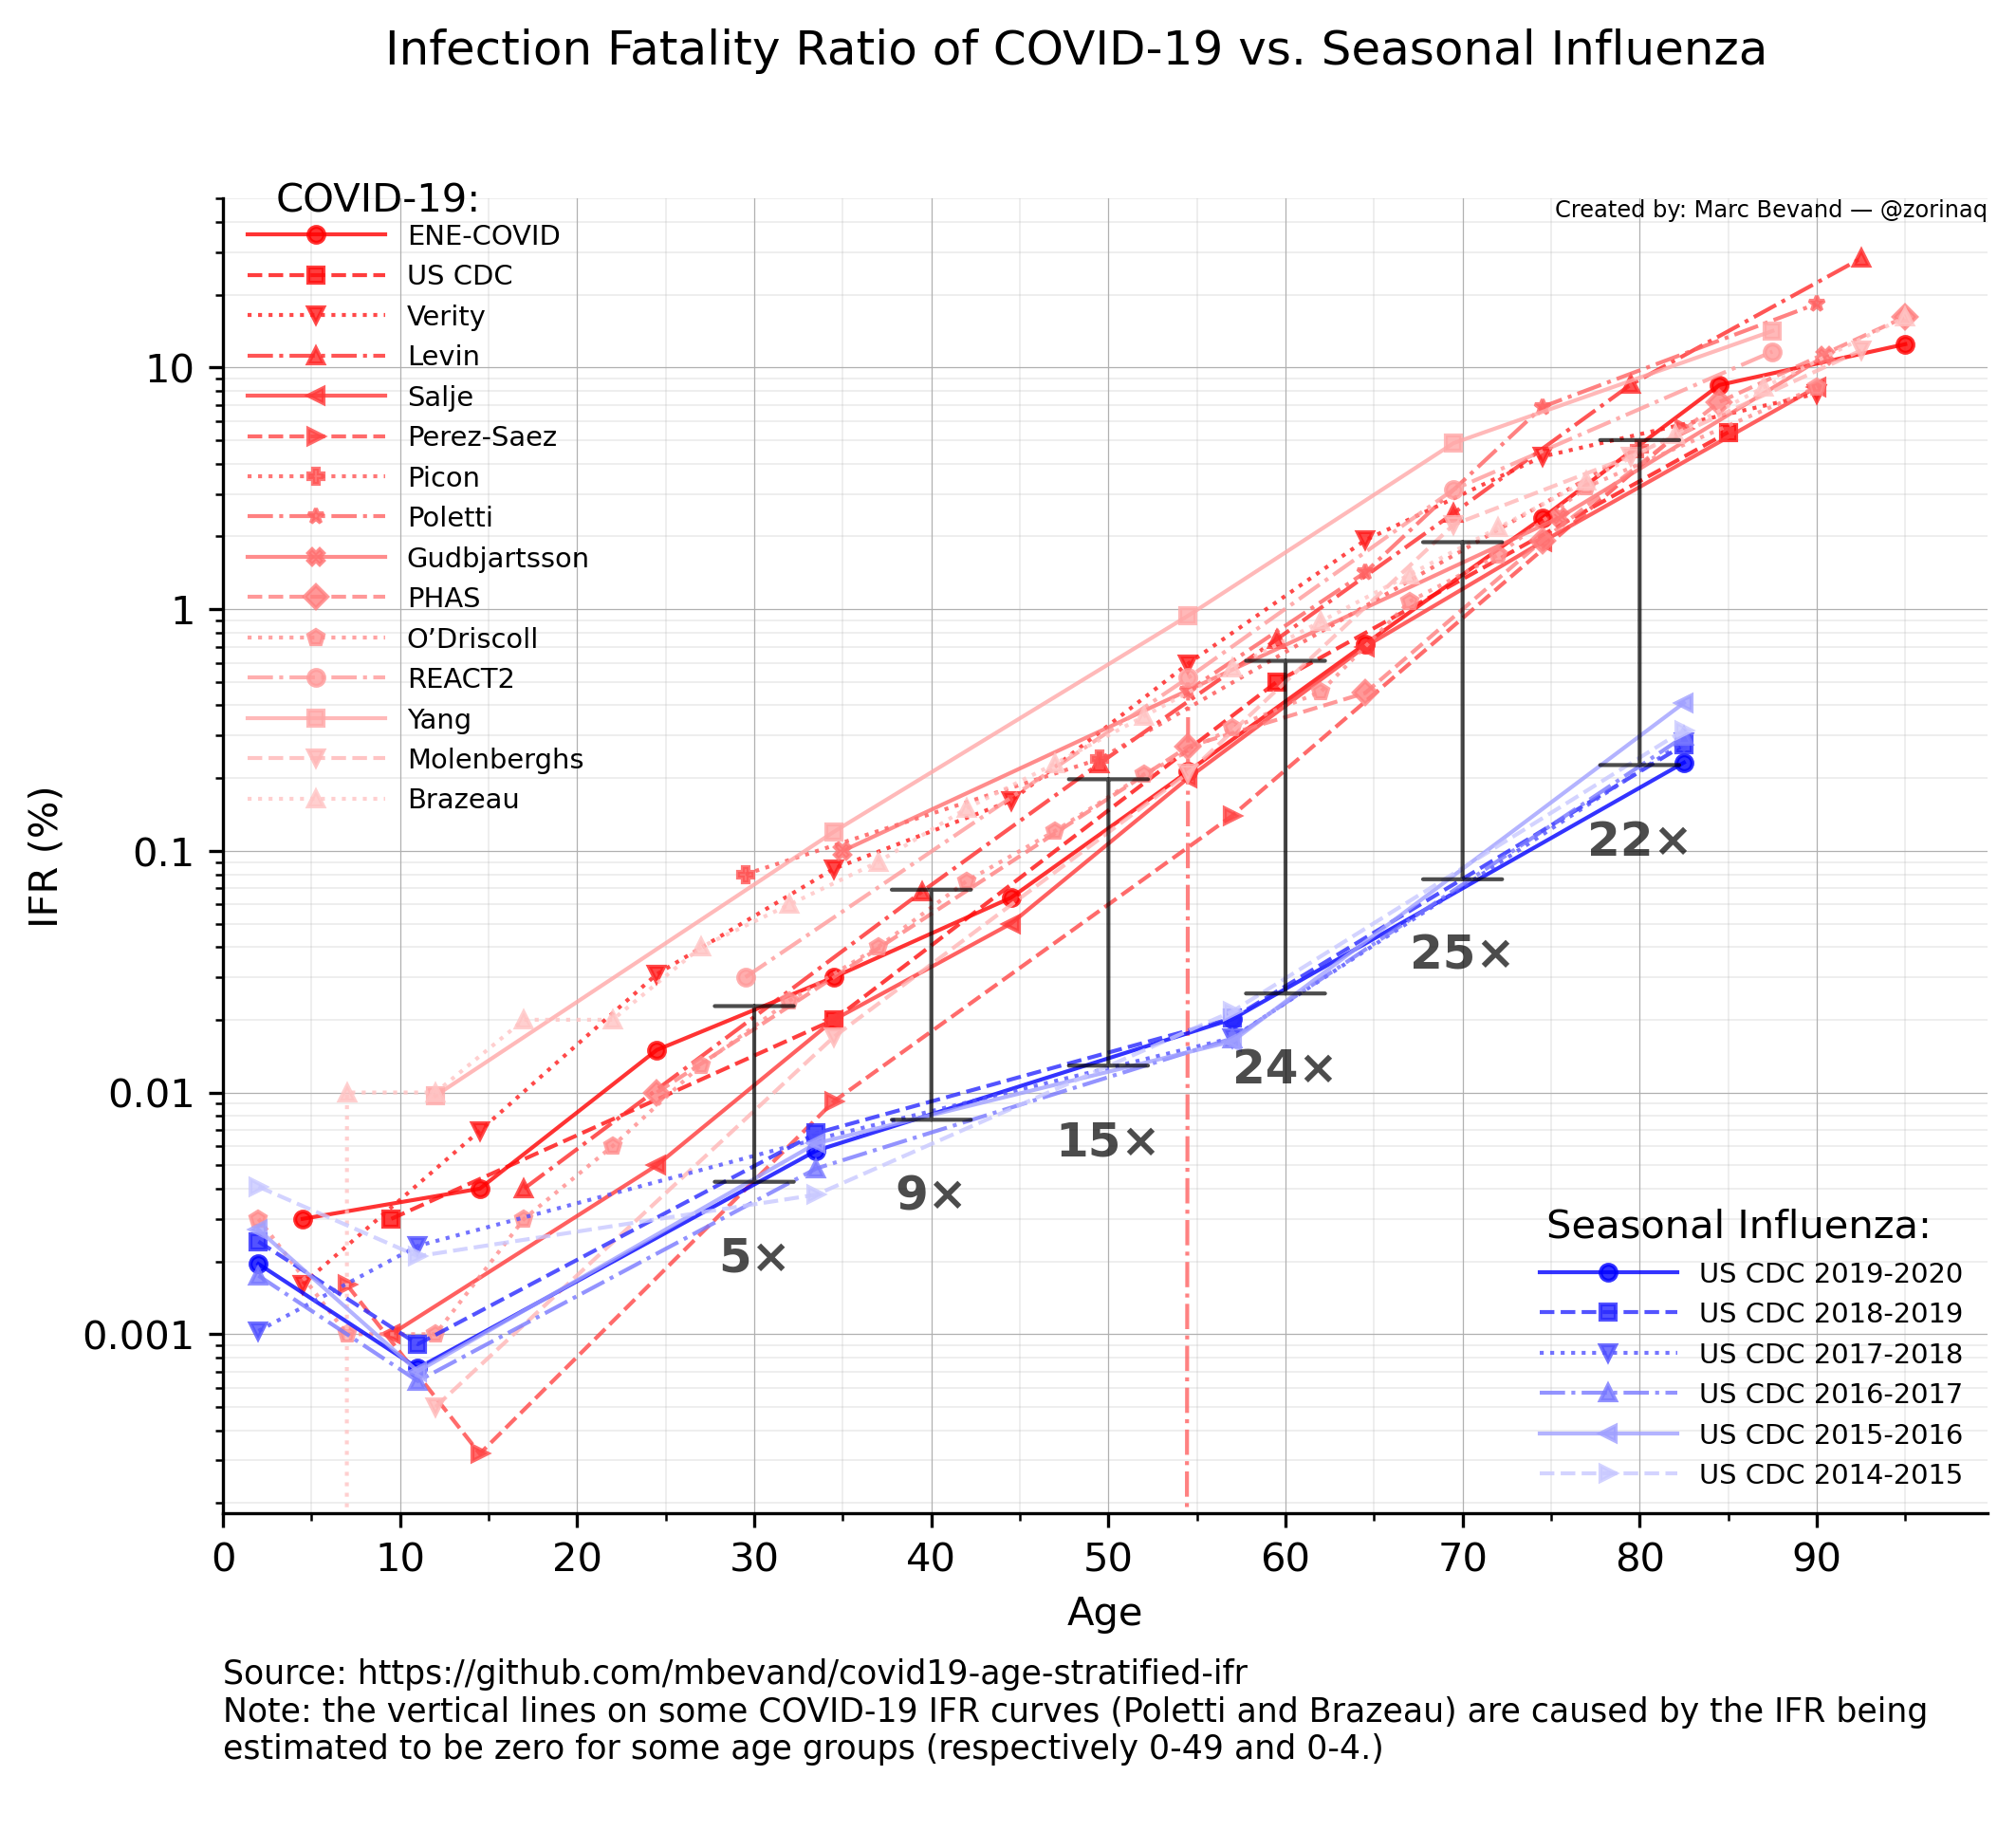 Infection Fatality Ratio of COVID-19 vs. Seasonal Influenza
Created by: Marc Bevand — @zorinaq
COVID-19:
ENE-COVID
US CDC
Verity
Levin
Salje
Perez-Saez
Picon
Poletti
Gudbjartsson
PHAS
O’Driscoll
REACT2
Yang
Molenberghs
Brazeau
IFR (%)
10
1
0.1
0.01
0.001
5×
9×
15×
24×
25×
22×
Seasonal Influenza:
US CDC 2019-2020
US CDC 2018-2019
US CDC 2017-2018
US CDC 2016-2017
US CDC 2015-2016
US CDC 2014-2015
0 10 20 30 40 50 60 70 80 90
Age
Source: https://github.com/mbevand/covid19-age-stratified-ifr
Note: the vertical lines on some COVID-19 IFR curves (Poletti and Brazeau) are caused by the IFR being
estimated to be zero for some age groups (respectively 0-49 and 0-4.)